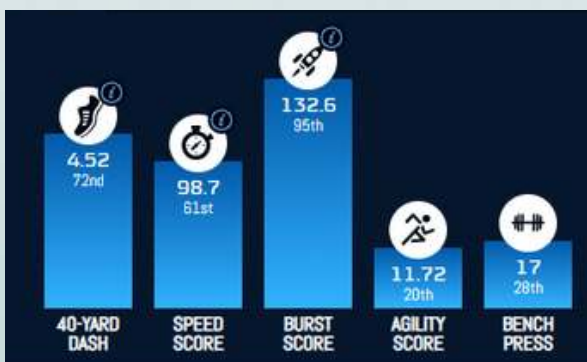 4.52
72nd
98.7
61st
132.6
95th
11.72
20th
17
28th
40-YARD
DASH
SPEED
SCORE
BURST
SCORE
AGILITY
SCORE
BENCH
PRESS